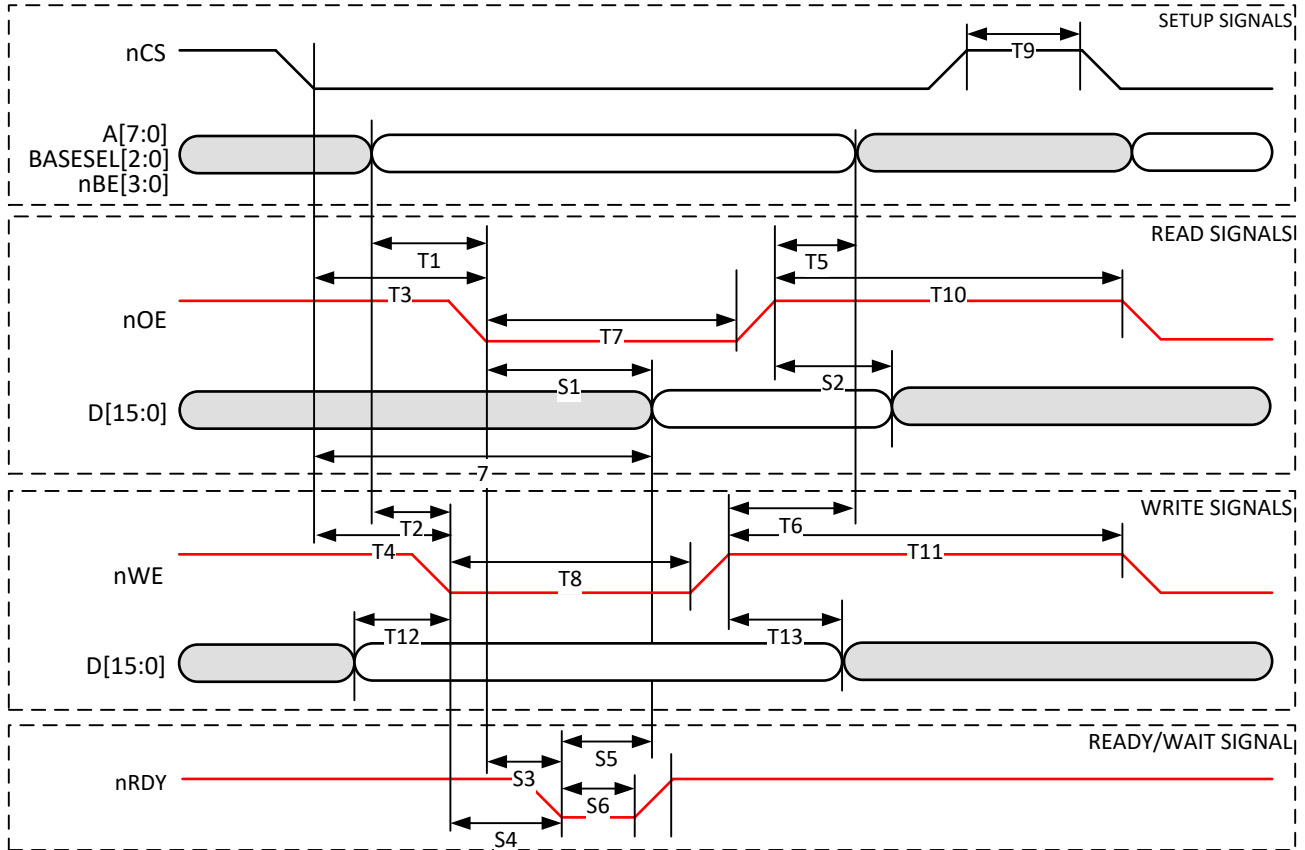 SETUP SIGNALS
nCS
T9
A[7:0]
BASESEL[2:0]
nBE[3:0]
READ SIGNALS
T1
T5
T3
T10
nOE
T7
S1
S2
D[15:0]
7
WRITE SIGNALS
T2
T6
T4
T11
nWE
T8
T12
T13
D[15:0]
READY/WAIT SIGNAL
S5
nRDY
S3
S6
S4